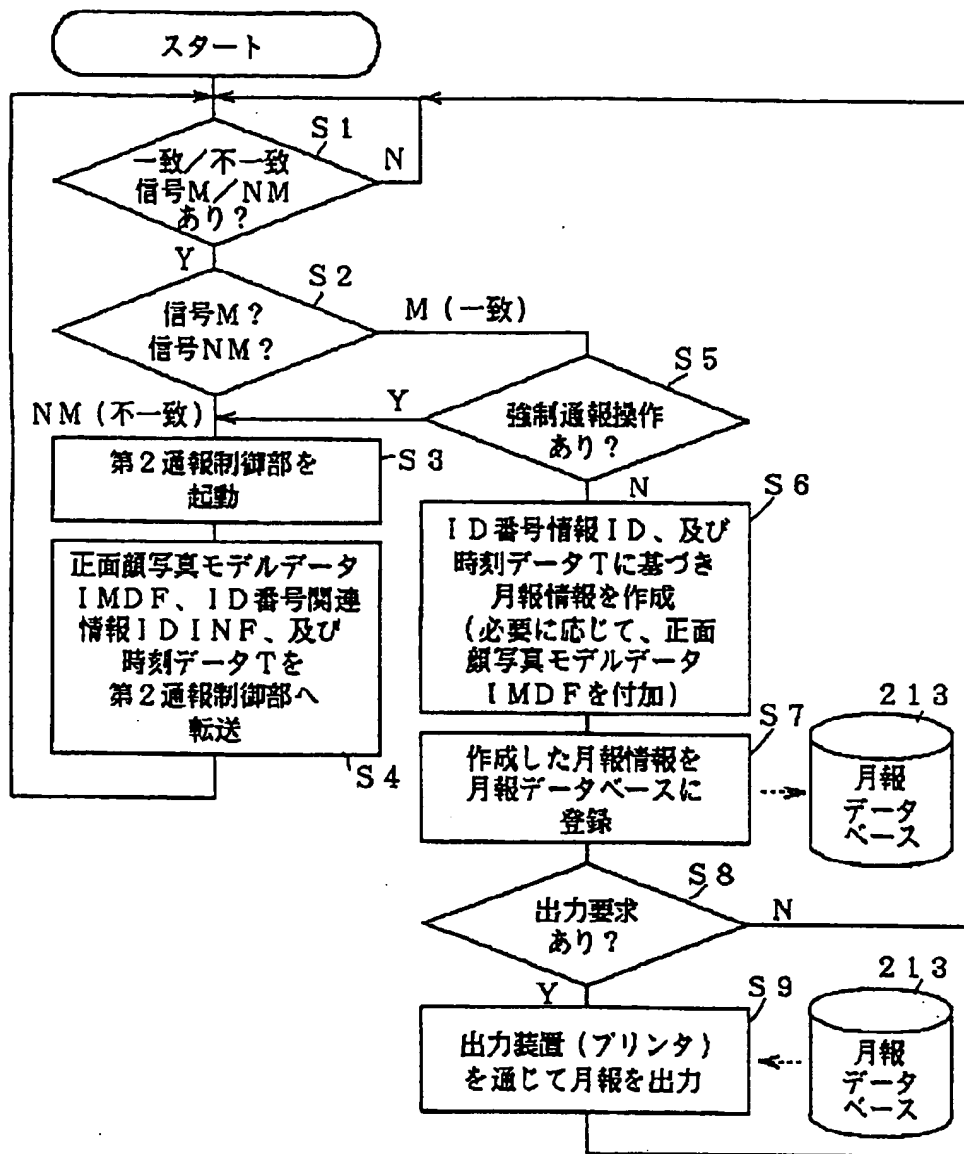 スタート
S1
一致/不一致
信号M/NM
あり?
N
Y
S2
信号M?
信号NM?
M(一致)
S5
強制通報操作
あり?
Y
N
NM(不一致)
S3
第2通報制御部を
起動
正面顔写真モデルデータ
IMDF、ID番号関連
情報IDINF、及び
時刻データTを
第2通報制御部へ
転送
S4
S6
ID番号情報ID、及び
時刻データTに基づき
月報情報を作成
(必要に応じて、正面
顔写真モデルデータ
IMDFを付加)
S7
作成した月報情報を
月報データベースに
登録
213
月報
データ
ベース
S8
出力要求
あり?
N
Y
S9
出力装置(プリンタ)
を通じて月報を出力
213
月報
データ
ベース